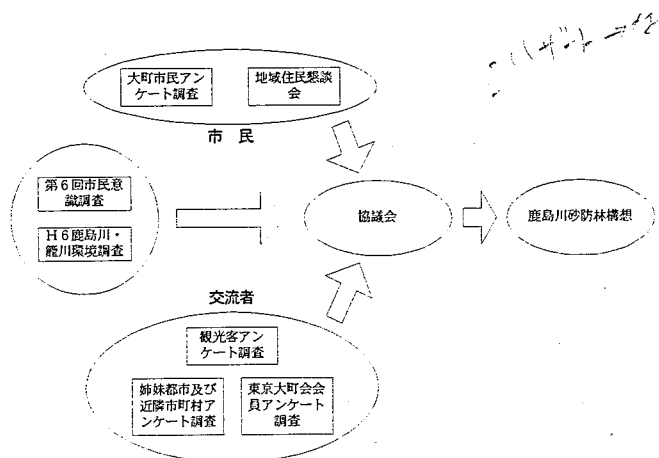 大町市民アン
ケート調査
地域住民懇談
会
市 民
第6回市民意
識調査
H6鹿島川・
籠川環境調査
協議会
鹿島川砂防林構想
交流者
観光客アン
ケート調査
姉妹都市及び
近隣市町村ア
ンケート調査
東京大町会会
員アンケート
調査